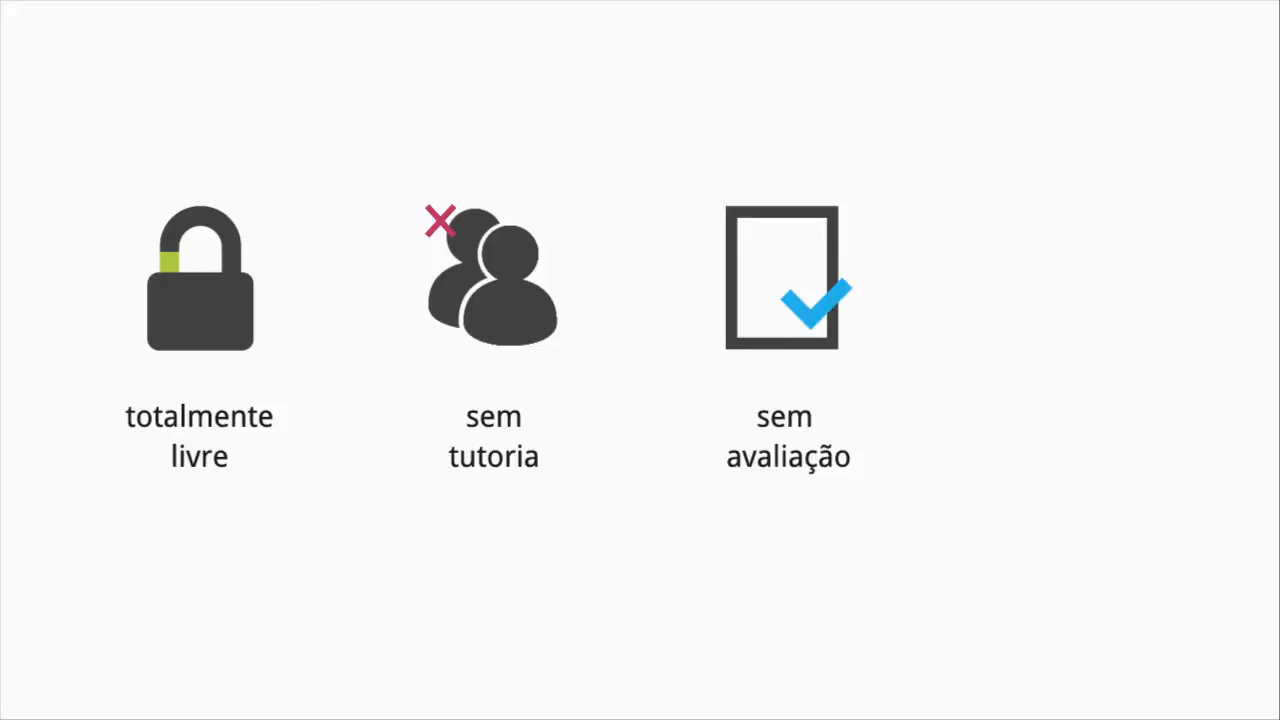 totalmente
livre
sem
tutoria
sem
avaliação